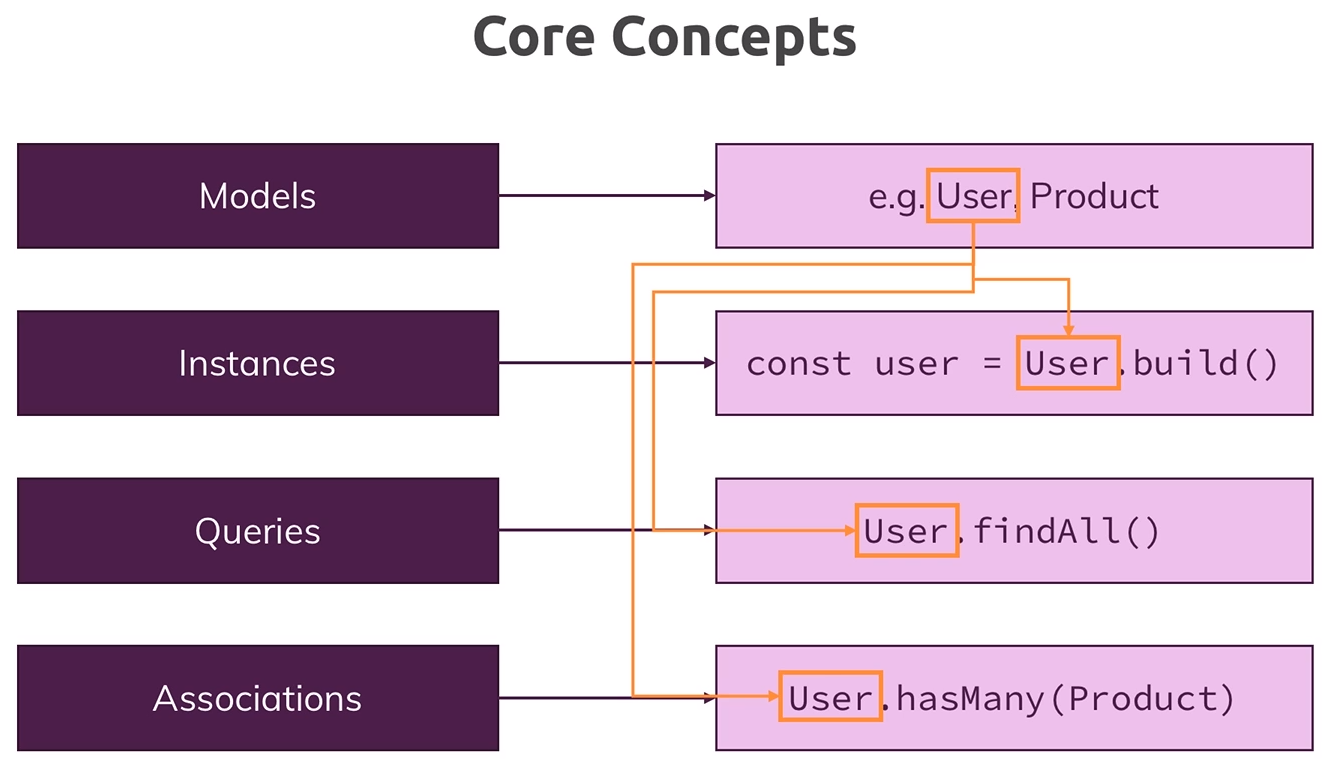 Core Concepts
Models
e.g. User, Product
Instances
const user = User.build()
Queries
User.findAll()
Associations
User.hasMany(Product)